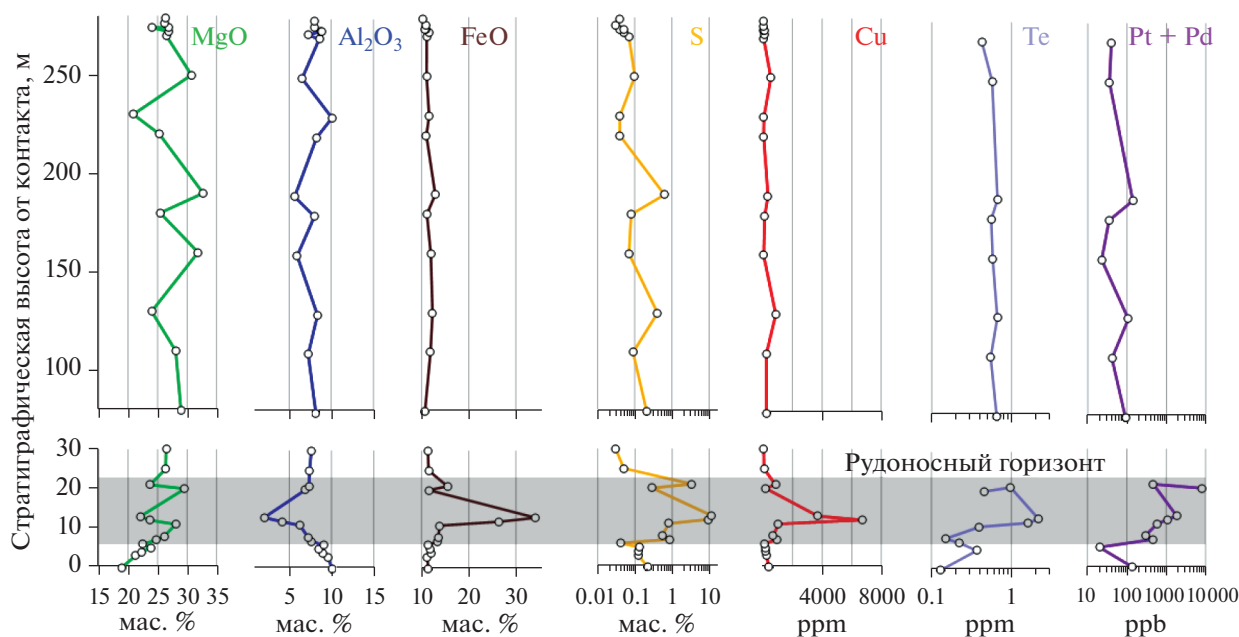 MgO Al₂O₃ FeO S Cu Te Pt + Pd
Стратиграфическая высота от контакта, м
250
200
150
100
30
Рудоносный горизонт
20
10
0
15 20 25 30 35 5 10 15 10 20 30 0.01 0.1 1 10 4000 8000 0.1 1 10 100 1000 10000
мас. % мас. % мас. % мас. % ppm ppm ppb